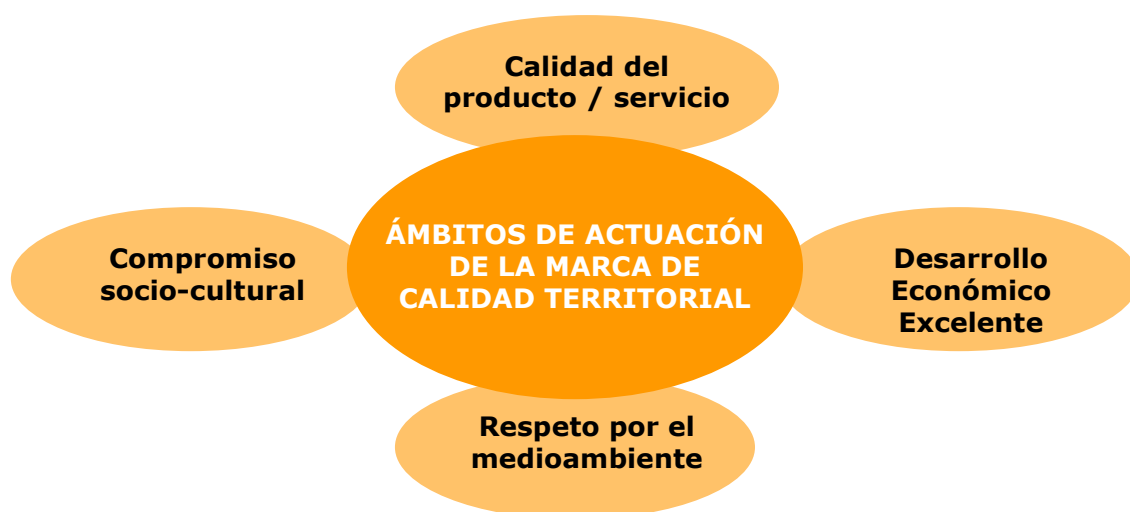 Calidad del
producto / servicio
ÁMBITOS DE ACTUACIÓN
DE LA MARCA DE
CALIDAD TERRITORIAL
Compromiso
socio-cultural
Desarrollo
Económico
Excelente
Respeto por el
medioambiente